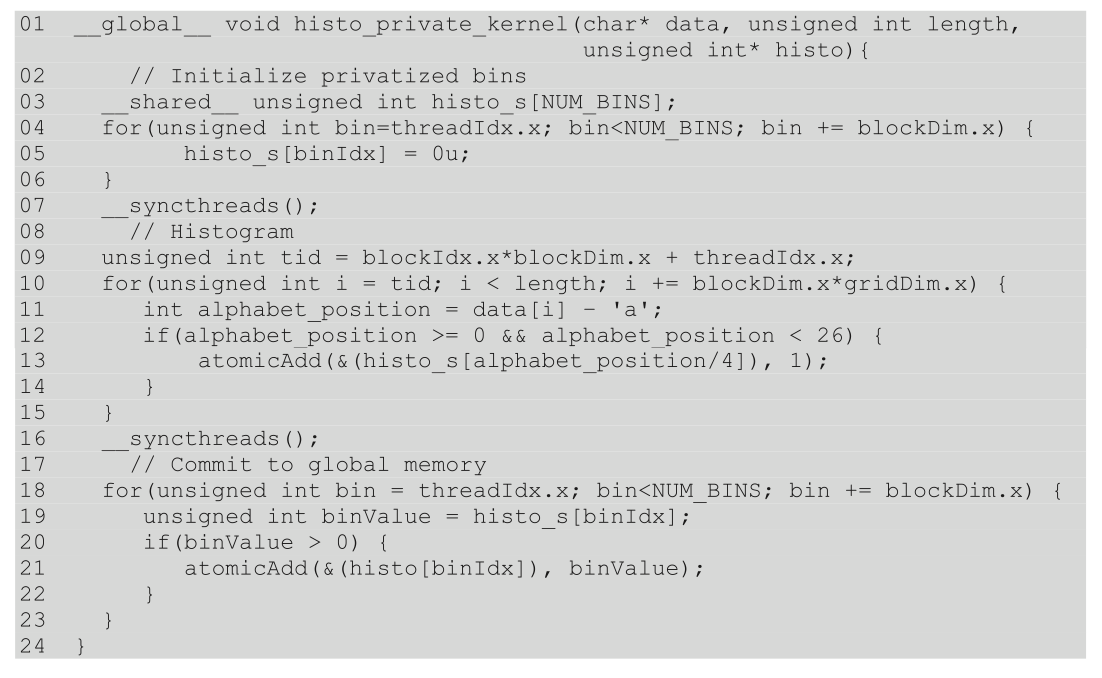 01 __global__ void histo_private_kernel(char* data, unsigned int length,
unsigned int* histo){
02 // Initialize privatized bins
03 __shared__ unsigned int histo_s[NUM_BINS];
04 for(unsigned int bin=threadIdx.x; bin<NUM_BINS; bin += blockDim.x) {
05 histo_s[binIdx] = 0u;
06 }
07 __syncthreads();
08 // Histogram
09 unsigned int tid = blockIdx.x*blockDim.x + threadIdx.x;
10 for(unsigned int i = tid; i < length; i += blockDim.x*gridDim.x) {
11 int alphabet_position = data[i] – 'a';
12 if(alphabet_position >= 0 && alphabet_position < 26) {
13 atomicAdd(&(histo_s[alphabet_position/4]), 1);
14 }
15 }
16 __syncthreads();
17 // Commit to global memory
18 for(unsigned int bin = threadIdx.x; bin<NUM_BINS; bin += blockDim.x) {
19 unsigned int binValue = histo_s[binIdx];
20 if(binValue > 0) {
21 atomicAdd(&(histo[binIdx]), binValue);
22 }
23 }
24 }